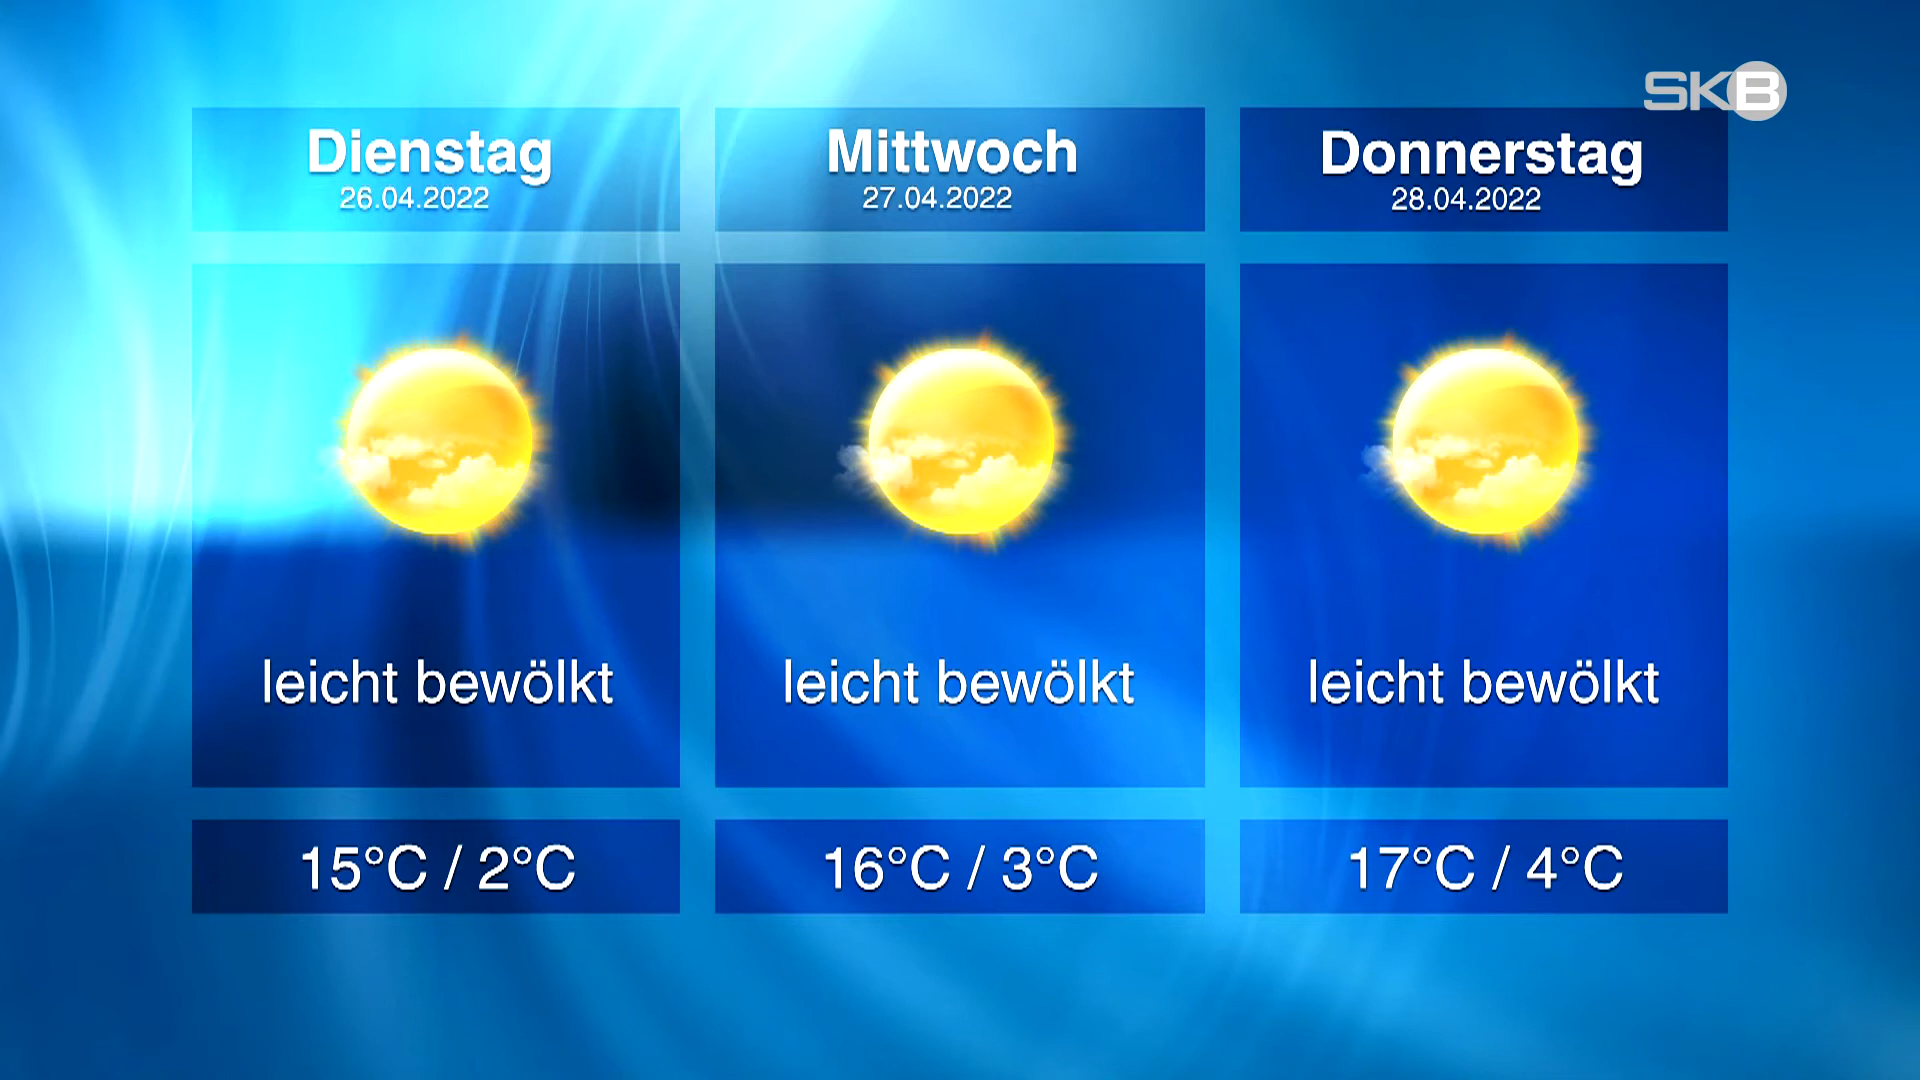 SKB
Dienstag
26.04.2022
leicht bewölkt
15°C / 2°C
Mittwoch
27.04.2022
leicht bewölkt
16°C / 3°C
Donnerstag
28.04.2022
leicht bewölkt
17°C / 4°C